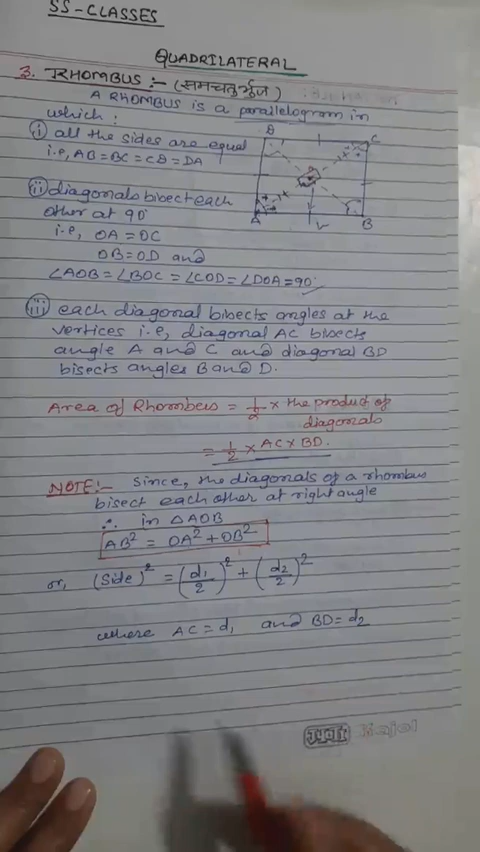 SS-CLASSES
QUADRILATERAL
3. RHOMBUS :- (समचतुर्भुज)
A RHOMBUS is a parallelogram in
which :
(i) all the sides are equal
i.e, AB = BC = CD = DA
D
C
A
B
(ii) diagonals bisect each
other at 90°
i.e, OA = OC
OB = OD and
∠AOB = ∠BOC = ∠COD = ∠DOA = 90°
(iii) each diagonal bisects angles at the
vertices i.e, diagonal AC bisects
angle A and C and diagonal BD
bisects angles B and D.
Area of Rhombus = 1/2 × the product of
diagonals
= 1/2 × AC × BD.
NOTE:- Since, the diagonals of a rhombus
bisect each other at right angle
∴ in △AOB
AB² = OA² + OB²
or, (Side)² = (d₁/2)² + (d₂/2)²
where AC = d₁ and BD = d₂